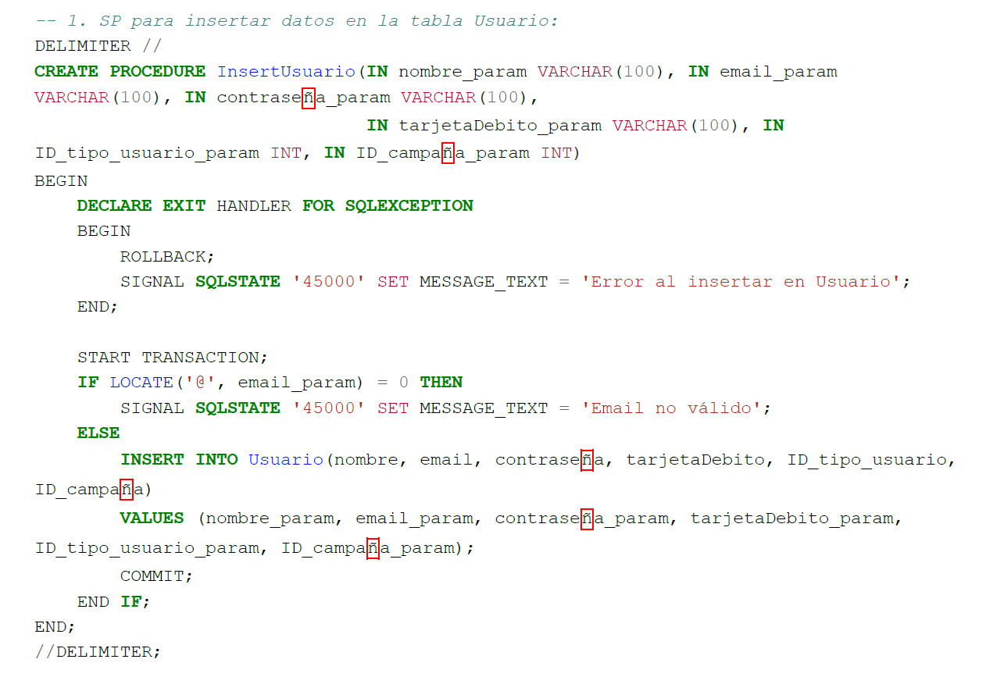 -- 1. SP para insertar datos en la tabla Usuario:
DELIMITER //
CREATE PROCEDURE InsertUsuario(IN nombre_param VARCHAR(100), IN email_param
VARCHAR(100), IN contraseña_param VARCHAR(100),
IN tarjetaDebito_param VARCHAR(100), IN
ID_tipo_usuario_param INT, IN ID_campaña_param INT)
BEGIN
DECLARE EXIT HANDLER FOR SQLEXCEPTION
BEGIN
ROLLBACK;
SIGNAL SQLSTATE '45000' SET MESSAGE_TEXT = 'Error al insertar en Usuario';
END;
START TRANSACTION;
IF LOCATE('@', email_param) = 0 THEN
SIGNAL SQLSTATE '45000' SET MESSAGE_TEXT = 'Email no válido';
ELSE
INSERT INTO Usuario(nombre, email, contraseña, tarjetaDebito, ID_tipo_usuario,
ID_campaña)
VALUES (nombre_param, email_param, contraseña_param, tarjetaDebito_param,
ID_tipo_usuario_param, ID_campaña_param);
COMMIT;
END IF;
END;
//DELIMITER;